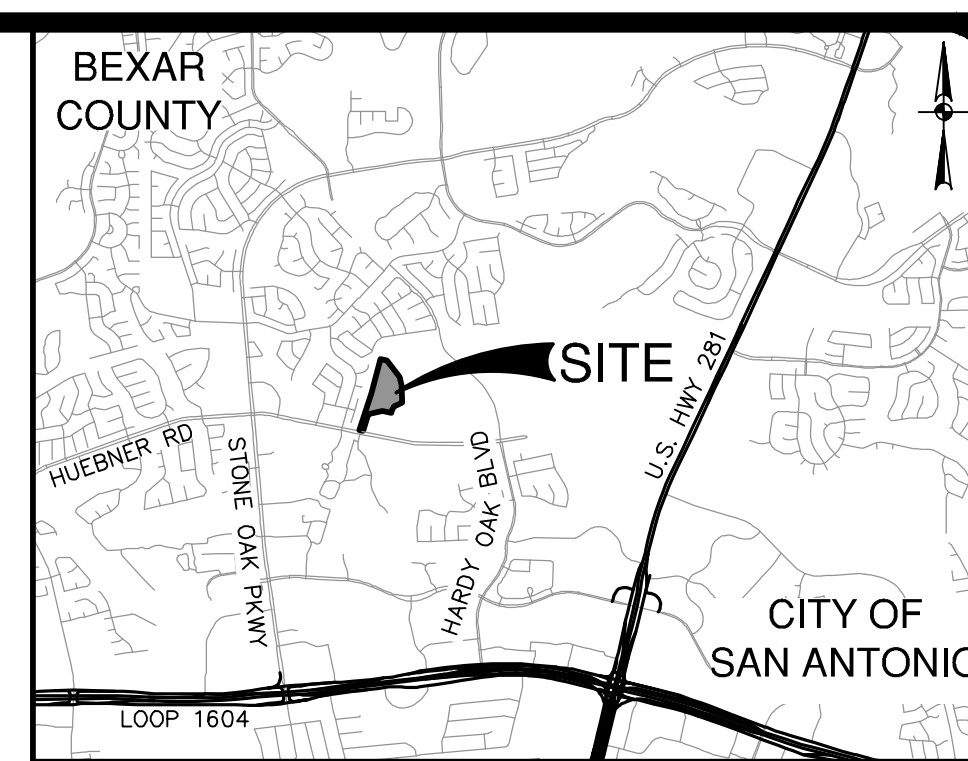 BEXAR
COUNTY
SITE
U.S. HWY 281
HUEBNER RD
STONE OAK PKWY
HARDY OAK BLVD
CITY OF
SAN ANTONIO
LOOP 1604